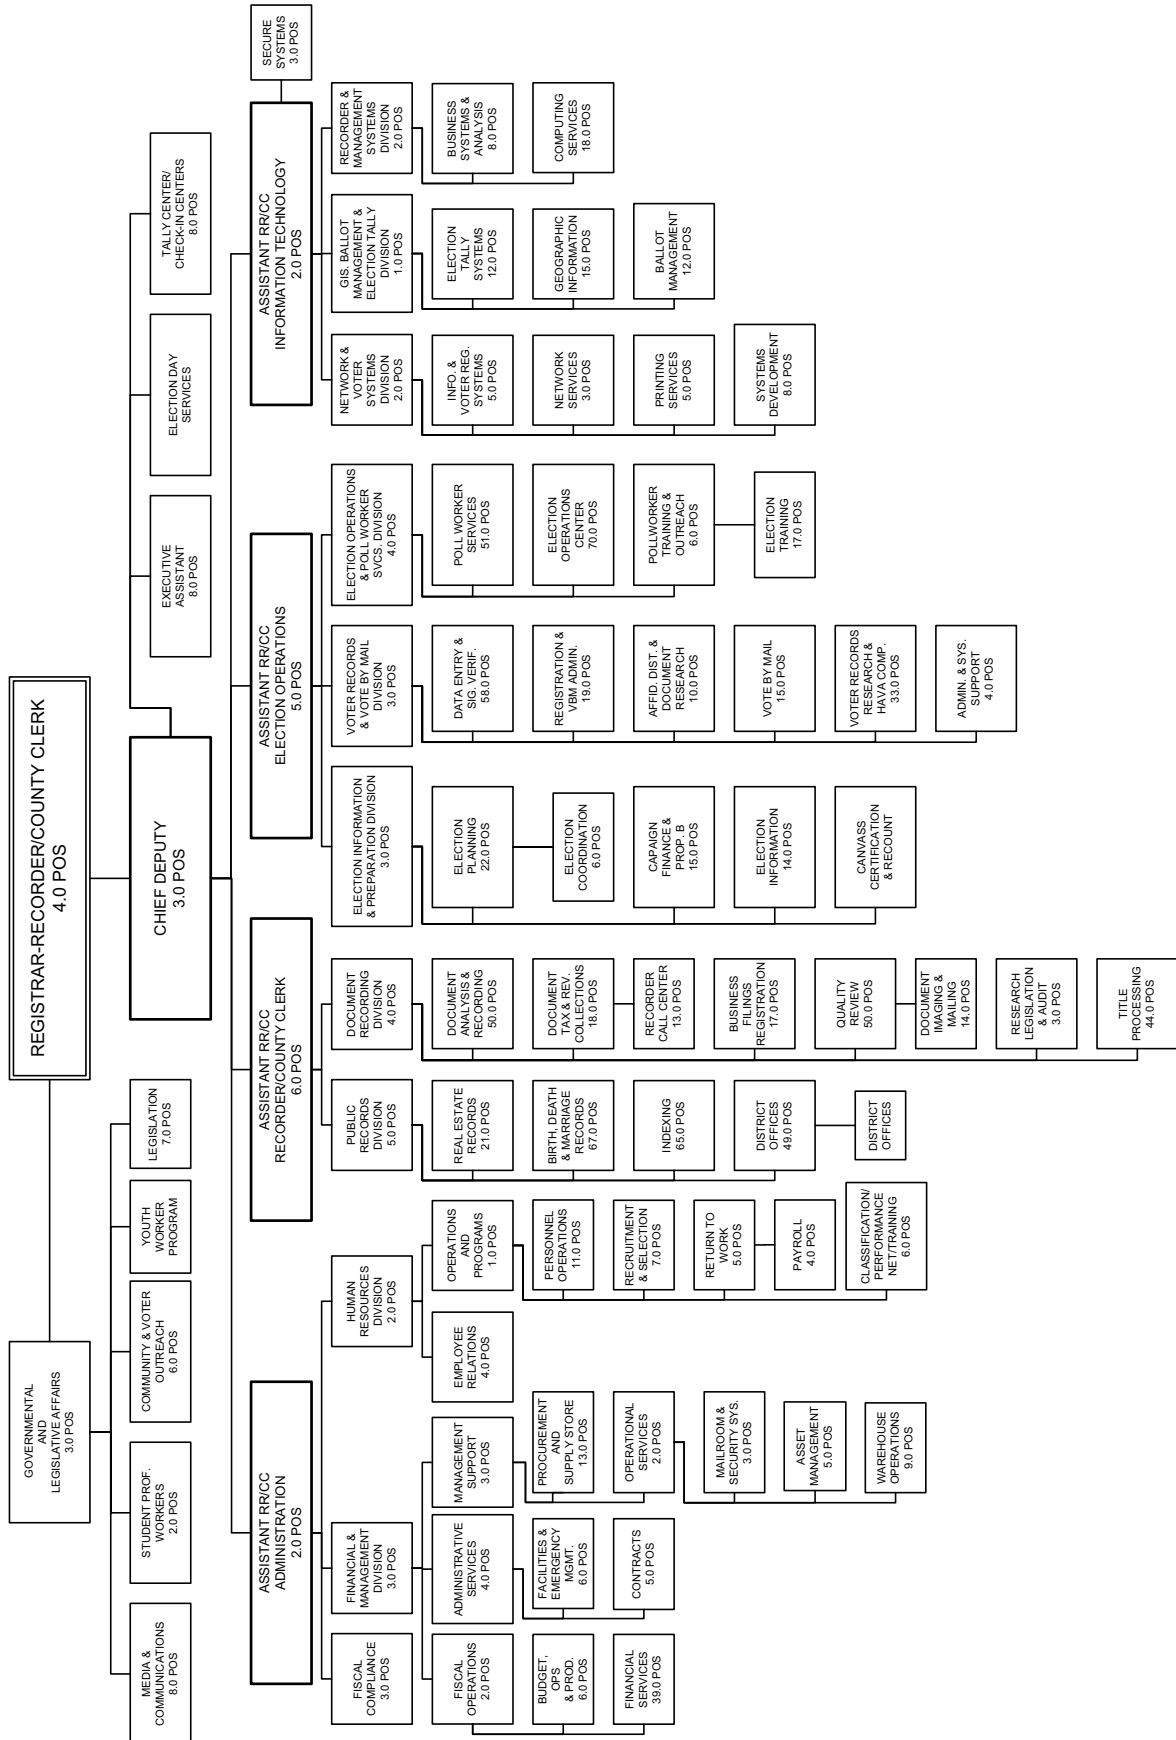 REGISTRAR-RECORDER/COUNTY CLERK
4.0 POS
GOVERNMENTAL
AND
LEGISLATIVE AFFAIRS
3.0 POS
MEDIA &
COMMUNICATIONS
8.0 POS
STUDENT PROF.
WORKERS
2.0 POS
COMMUNITY & VOTER
OUTREACH
6.0 POS
YOUTH
WORKER
PROGRAM
LEGISLATION
7.0 POS
CHIEF DEPUTY
3.0 POS
EXECUTIVE
ASSISTANT
8.0 POS
ELECTION DAY
SERVICES
TALLY CENTER/
CHECK-IN CENTERS
8.0 POS
ASSISTANT RR/CC
ADMINISTRATION
2.0 POS
FISCAL
COMPLIANCE
3.0 POS
FINANCIAL &
MANAGEMENT
DIVISION
3.0 POS
FISCAL
OPERATIONS
2.0 POS
BUDGET,
OPS
& PROD.
6.0 POS
FINANCIAL
SERVICES
39.0 POS
ADMINISTRATIVE
SERVICES
4.0 POS
FACILITIES &
EMERGENCY
MGMT.
6.0 POS
CONTRACTS
5.0 POS
MANAGEMENT
SUPPORT
3.0 POS
PROCUREMENT
AND
SUPPLY STORE
13.0 POS
OPERATIONAL
SERVICES
2.0 POS
MAILROOM &
SECURITY SYS.
3.0 POS
ASSET
MANAGEMENT
5.0 POS
WAREHOUSE
OPERATIONS
9.0 POS
HUMAN
RESOURCES
DIVISION
2.0 POS
EMPLOYEE
RELATIONS
4.0 POS
OPERATIONS
AND
PROGRAMS
1.0 POS
PERSONNEL
OPERATIONS
11.0 POS
RECRUITMENT
& SELECTION
7.0 POS
RETURN TO
WORK
5.0 POS
PAYROLL
4.0 POS
CLASSIFICATION/
PERFORMANCE
NET/TRAINING
6.0 POS
ASSISTANT RR/CC
RECORDER/COUNTY CLERK
6.0 POS
PUBLIC
RECORDS
DIVISION
5.0 POS
REAL ESTATE
RECORDS
21.0 POS
BIRTH, DEATH
& MARRIAGE
RECORDS
67.0 POS
INDEXING
65.0 POS
DISTRICT
OFFICES
49.0 POS
DISTRICT
OFFICES
DOCUMENT
RECORDING
DIVISION
4.0 POS
DOCUMENT
ANALYSIS &
RECORDING
50.0 POS
DOCUMENT
TAX & REV.
COLLECTIONS
18.0 POS
RECORDER
CALL CENTER
13.0 POS
BUSINESS
FILINGS
REGISTRATION
17.0 POS
QUALITY
REVIEW
50.0 POS
DOCUMENT
IMAGING &
MAILING
14.0 POS
RESEARCH
LEGISLATION
& AUDIT
3.0 POS
TITLE
PROCESSING
44.0 POS
ASSISTANT RR/CC
ELECTION OPERATIONS
5.0 POS
ELECTION INFORMATION
& PREPARATION DIVISION
3.0 POS
ELECTION
PLANNING
22.0 POS
ELECTION
COORDINATION
6.0 POS
CAPAIGN
FINANCE &
PROP. B
15.0 POS
ELECTION
INFORMATION
14.0 POS
CANVASS
CERTIFICATION
& RECOUNT
VOTER RECORDS
& VOTE BY MAIL
DIVISION
3.0 POS
DATA ENTRY &
SIG. VERIF.
58.0 POS
REGISTRATION &
VBM ADMIN.
19.0 POS
AFFID. DIST. &
DOCUMENT
RESEARCH
10.0 POS
VOTE BY MAIL
15.0 POS
VOTER RECORDS
RESEARCH &
HAVA COMP.
33.0 POS
ADMIN. & SYS.
SUPPORT
4.0 POS
ELECTION OPERATIONS
& POLL WORKER
SVCS. DIVISION
4.0 POS
POLL WORKER
SERVICES
51.0 POS
ELECTION
OPERATIONS
CENTER
70.0 POS
POLLWORKER
TRAINING &
OUTREACH
6.0 POS
ELECTION
TRAINING
17.0 POS
ASSISTANT RR/CC
INFORMATION TECHNOLOGY
2.0 POS
SECURE
SYSTEMS
3.0 POS
NETWORK &
VOTER
SYSTEMS
DIVISION
2.0 POS
INFO. &
VOTER REG.
SYSTEMS
5.0 POS
NETWORK
SERVICES
3.0 POS
PRINTING
SERVICES
5.0 POS
SYSTEMS
DEVELOPMENT
8.0 POS
GIS. BALLOT
MANAGEMENT &
ELECTION TALLY
DIVISION
1.0 POS
ELECTION
TALLY
SYSTEMS
12.0 POS
GEOGRAPHIC
INFORMATION
15.0 POS
BALLOT
MANAGEMENT
12.0 POS
RECORDER &
MANAGEMENT
SYSTEMS
DIVISION
2.0 POS
BUSINESS
SYSTEMS &
ANALYSIS
8.0 POS
COMPUTING
SERVICES
18.0 POS